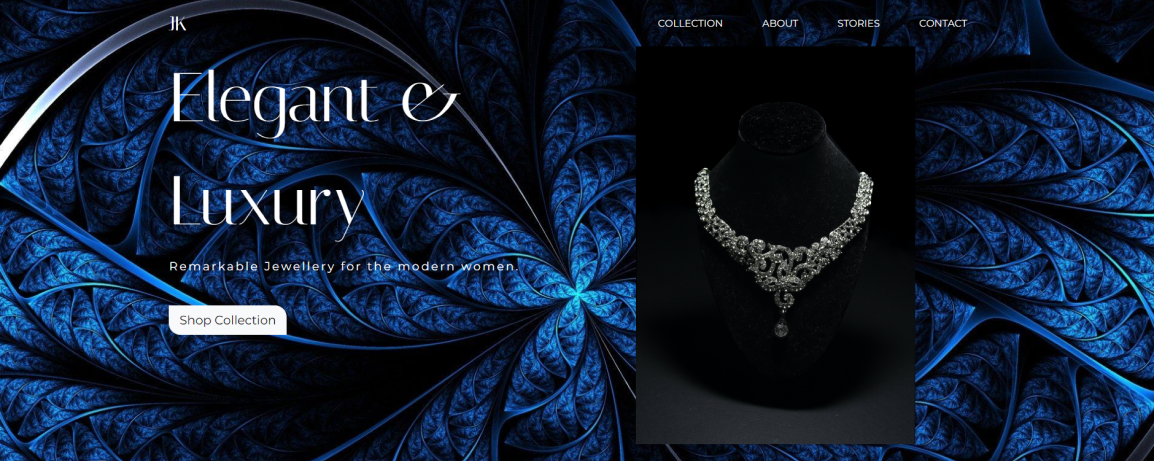 JK
COLLECTION ABOUT STORIES CONTACT
Elegant &
Luxury
Remarkable Jewellery for the modern women.
Shop Collection